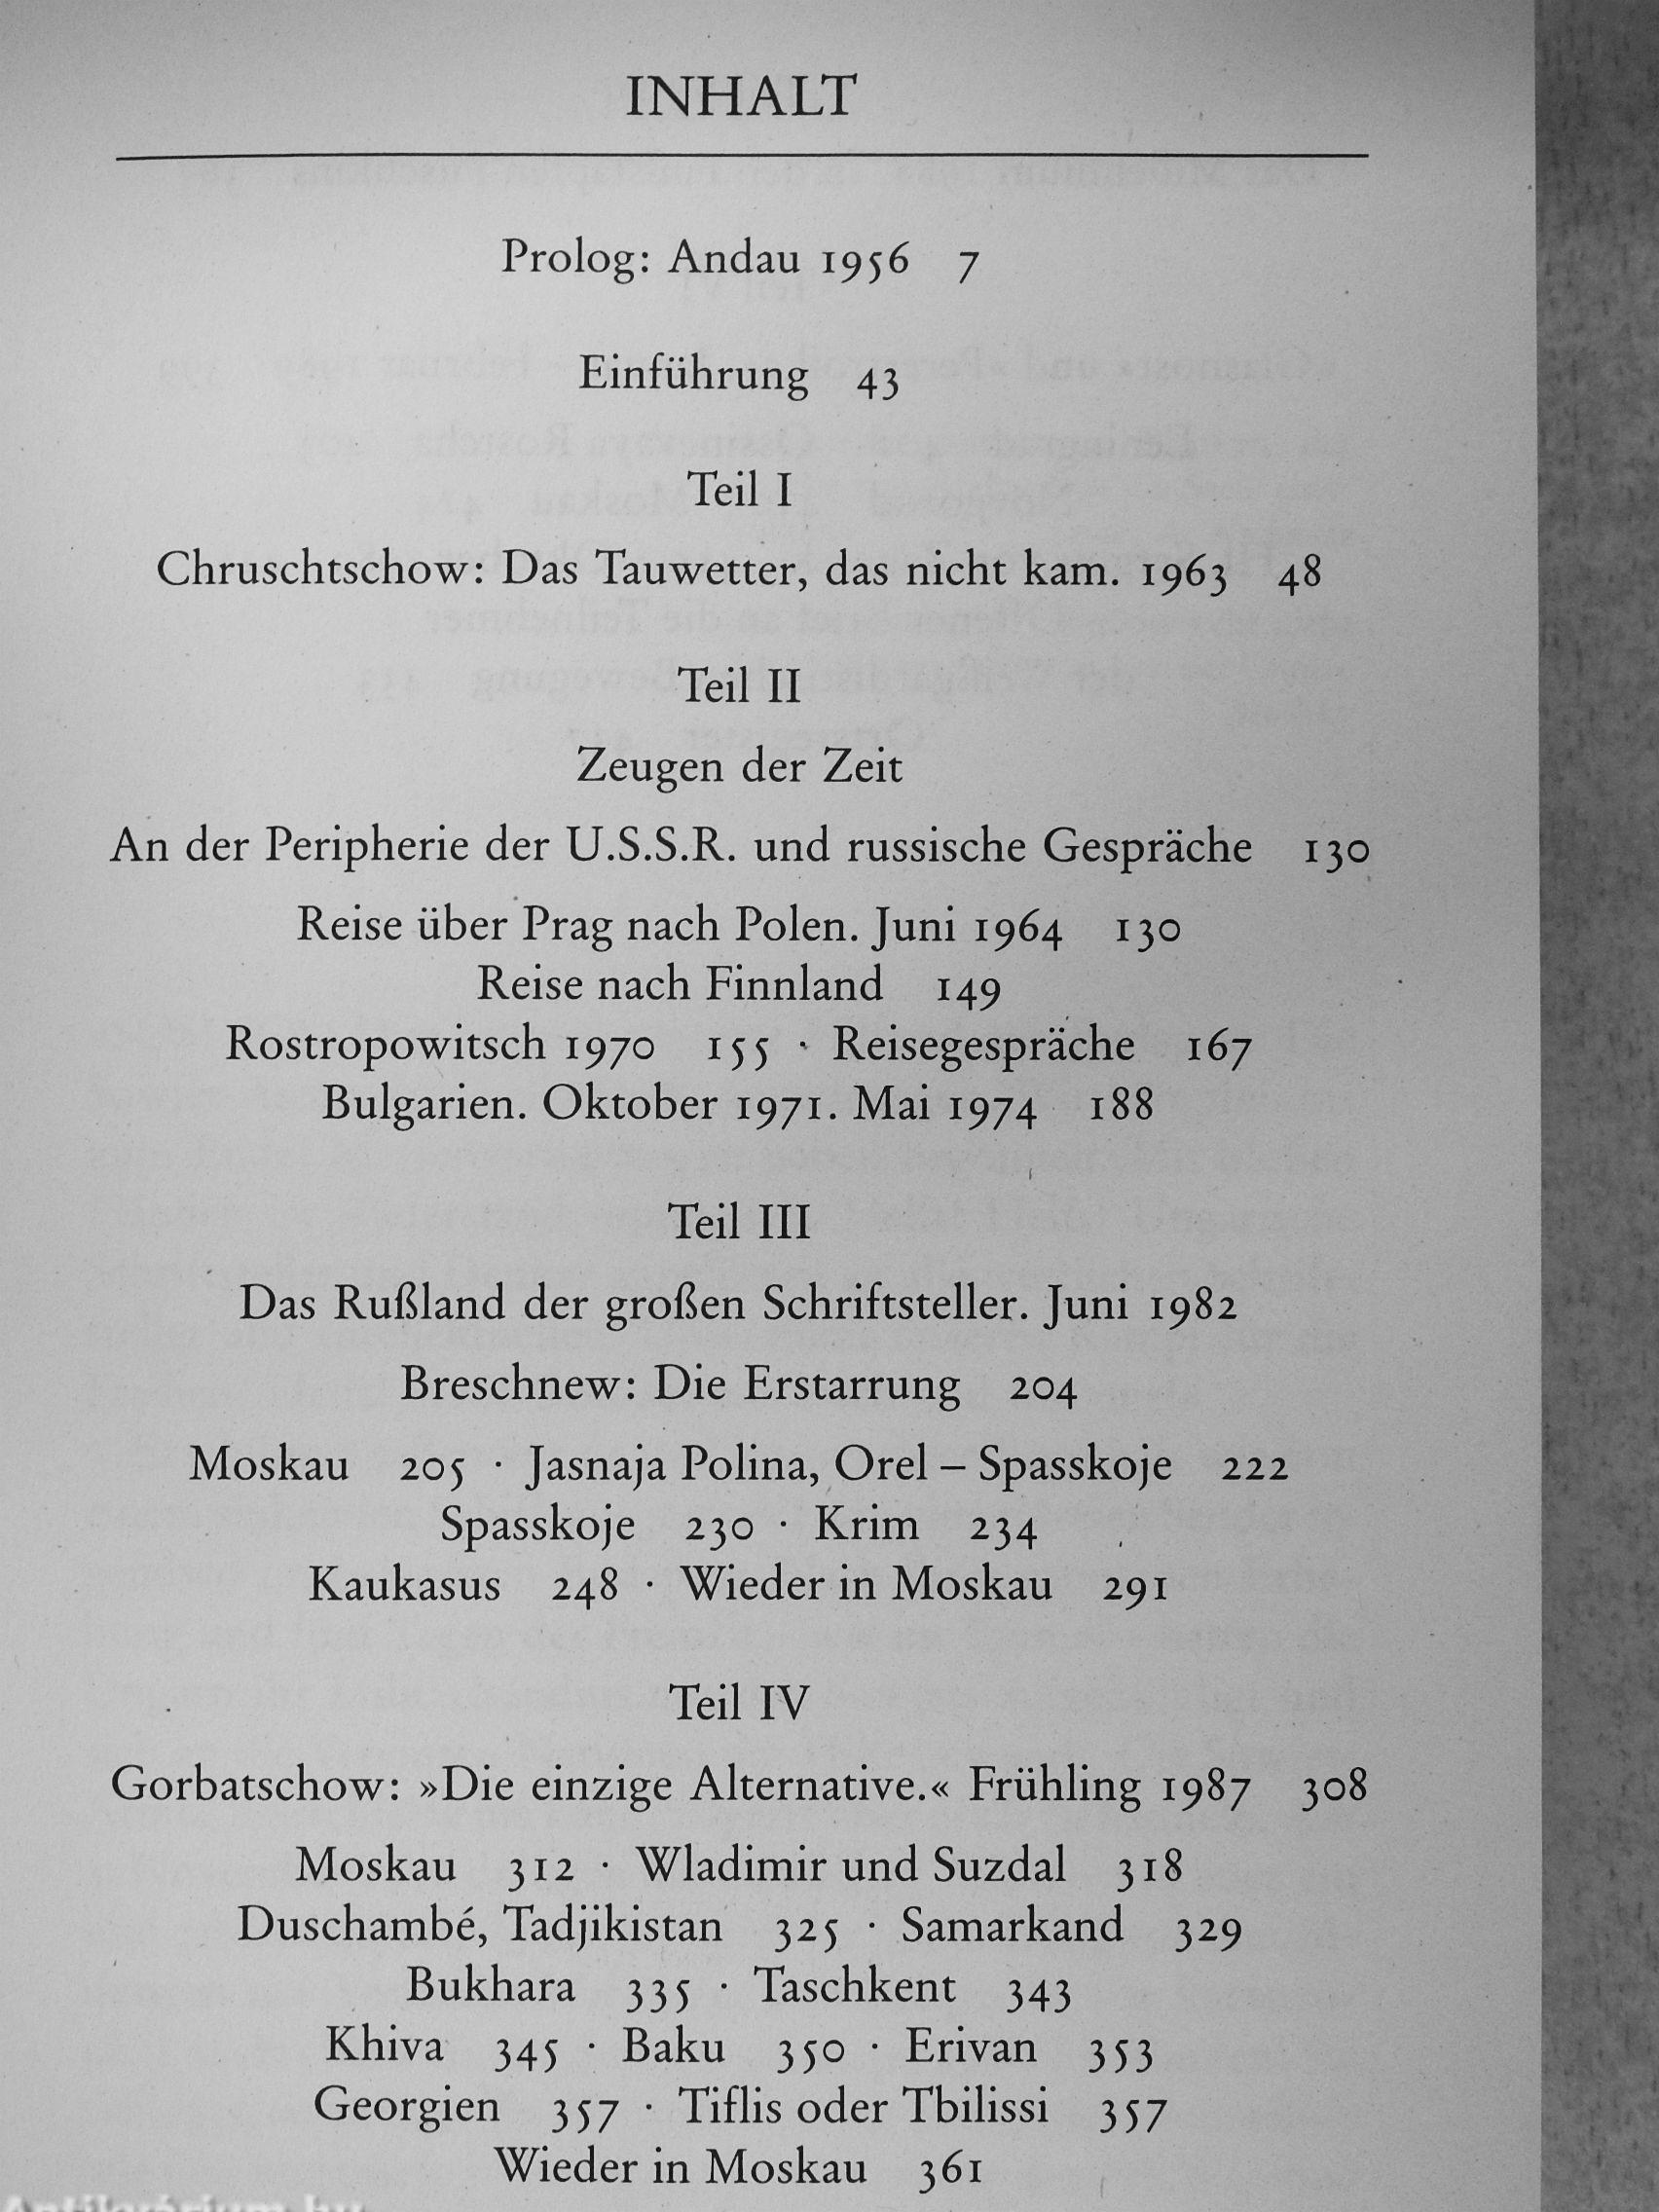 INHALT
Prolog: Andau 1956 7
Einführung 43
Teil I
Chruschtschow: Das Tauwetter, das nicht kam. 1963 48
Teil II
Zeugen der Zeit
An der Peripherie der U.S.S.R. und russische Gespräche 130
Reise über Prag nach Polen. Juni 1964 130
Reise nach Finnland 149
Rostropowitsch 1970 155 · Reisegespräche 167
Bulgarien. Oktober 1971. Mai 1974 188
Teil III
Das Rußland der großen Schriftsteller. Juni 1982
Breschnew: Die Erstarrung 204
Moskau 205 · Jasnaja Polina, Orel – Spasskoje 222
Spasskoje 230 · Krim 234
Kaukasus 248 · Wieder in Moskau 291
Teil IV
Gorbatschow: »Die einzige Alternative.« Frühling 1987 308
Moskau 312 · Wladimir und Suzdal 318
Duschambé, Tadjikistan 325 · Samarkand 329
Bukhara 335 · Taschkent 343
Khiva 345 · Baku 350 · Erivan 353
Georgien 357 · Tiflis oder Tbilissi 357
Wieder in Moskau 361